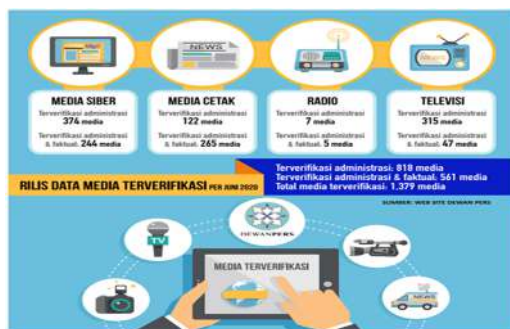 NEWS
MEDIA SIBER
Terverifikasi administrasi
374 media
Terverifikasi administrasi
& faktual: 244 media
MEDIA CETAK
Terverifikasi administrasi
122 media
Terverifikasi administrasi
& faktual: 265 media
RADIO
Terverifikasi administrasi
7 media
Terverifikasi administrasi
& faktual: 5 media
TELEVISI
Terverifikasi administrasi
315 media
Terverifikasi administrasi
& faktual: 47 media
RILIS DATA MEDIA TERVERIFIKASI PER JUNI 2020
Terverifikasi administrasi: 818 media
Terverifikasi administrasi & faktual: 561 media
Total media terverifikasi: 1,379 media
SUMBER: WEB SITE DEWAN PERS
DEWAN PERS
TV
MEDIA TERVERIFIKASI
NEWS